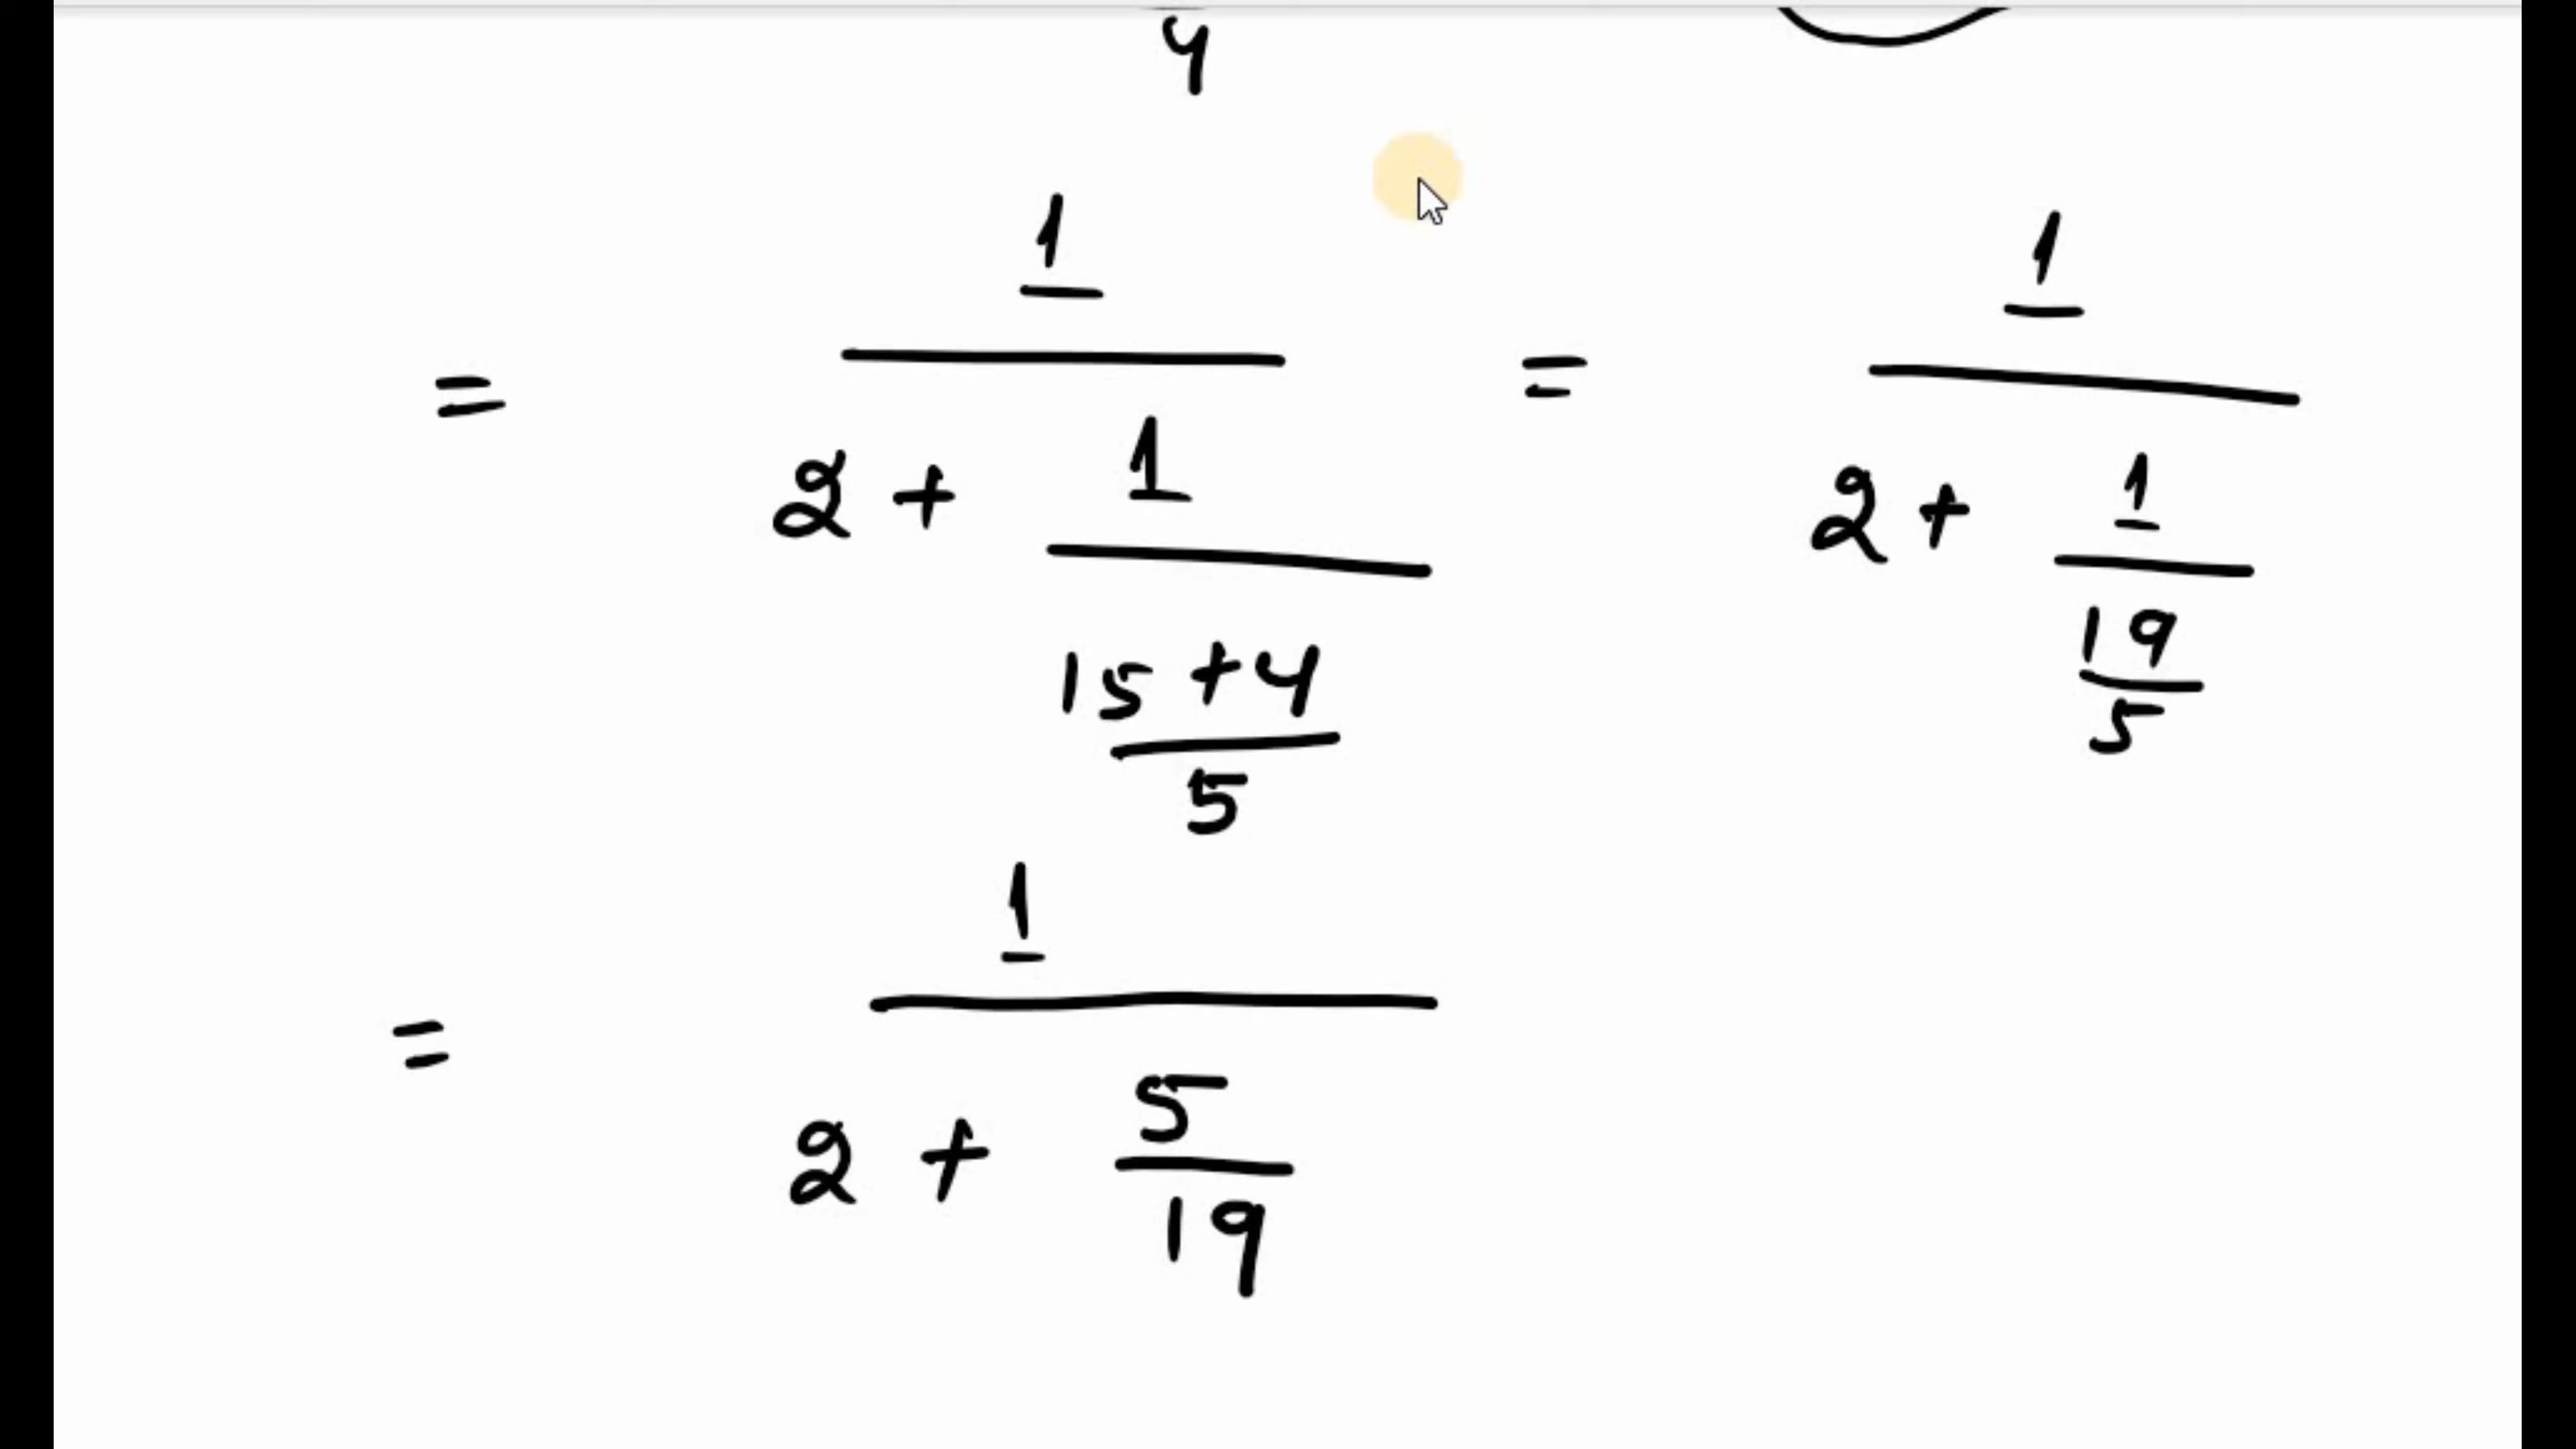 4
= 1 = 1
2 + 1 2 + 1
15 + 4 19
5 5
= 1
2 + 5
19